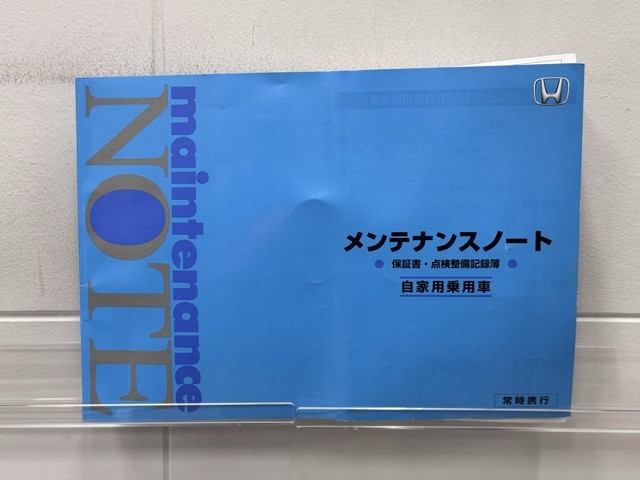 maintenance
NOTE
メンテナンスノート
● 保証書・点検整備記録簿 ●
自家用乗用車
常時携行